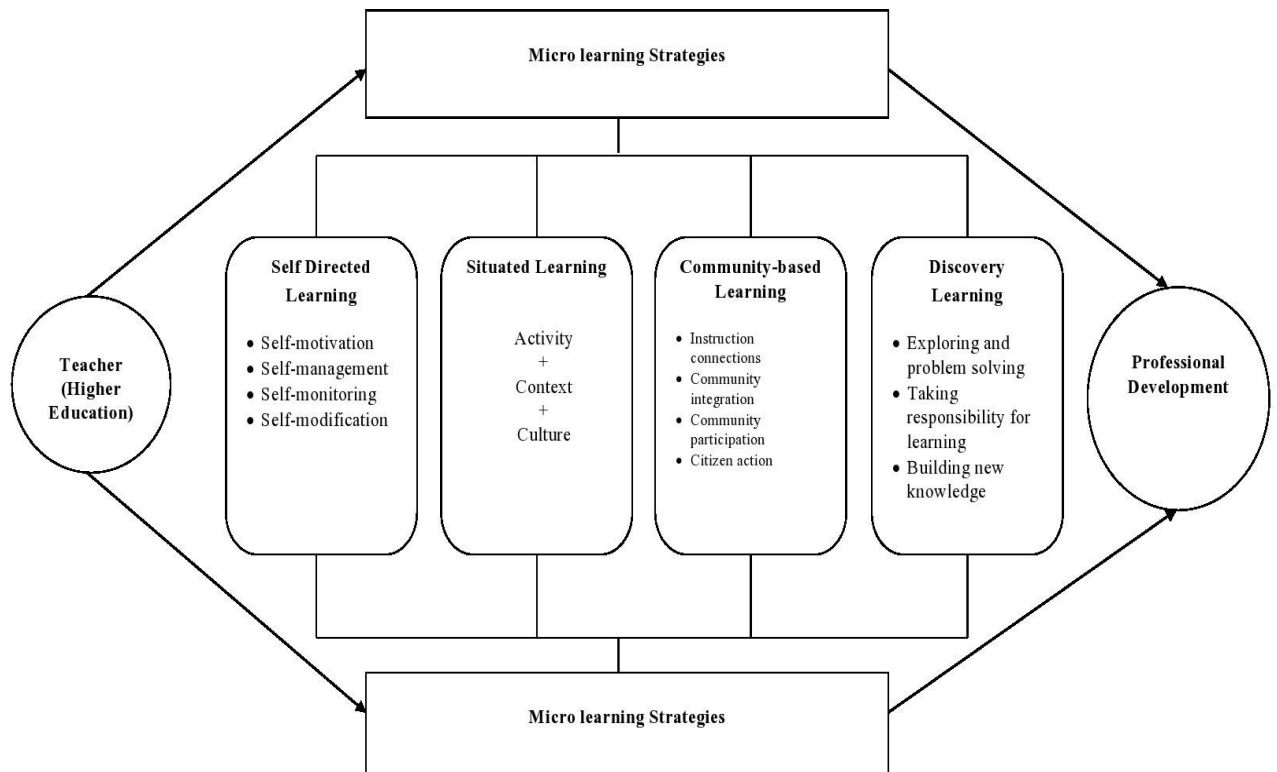 Micro learning Strategies
Self Directed
Learning
• Self-motivation
• Self-management
• Self-monitoring
• Self-modification
Situated Learning
Activity
+
Context
+
Culture
Community-based
Learning
• Instruction
connections
• Community
integration
• Community
participation
• Citizen action
Discovery
Learning
• Exploring and
problem solving
• Taking
responsibility for
learning
• Building new
knowledge
Teacher
(Higher
Education)
Professional
Development
Micro learning Strategies